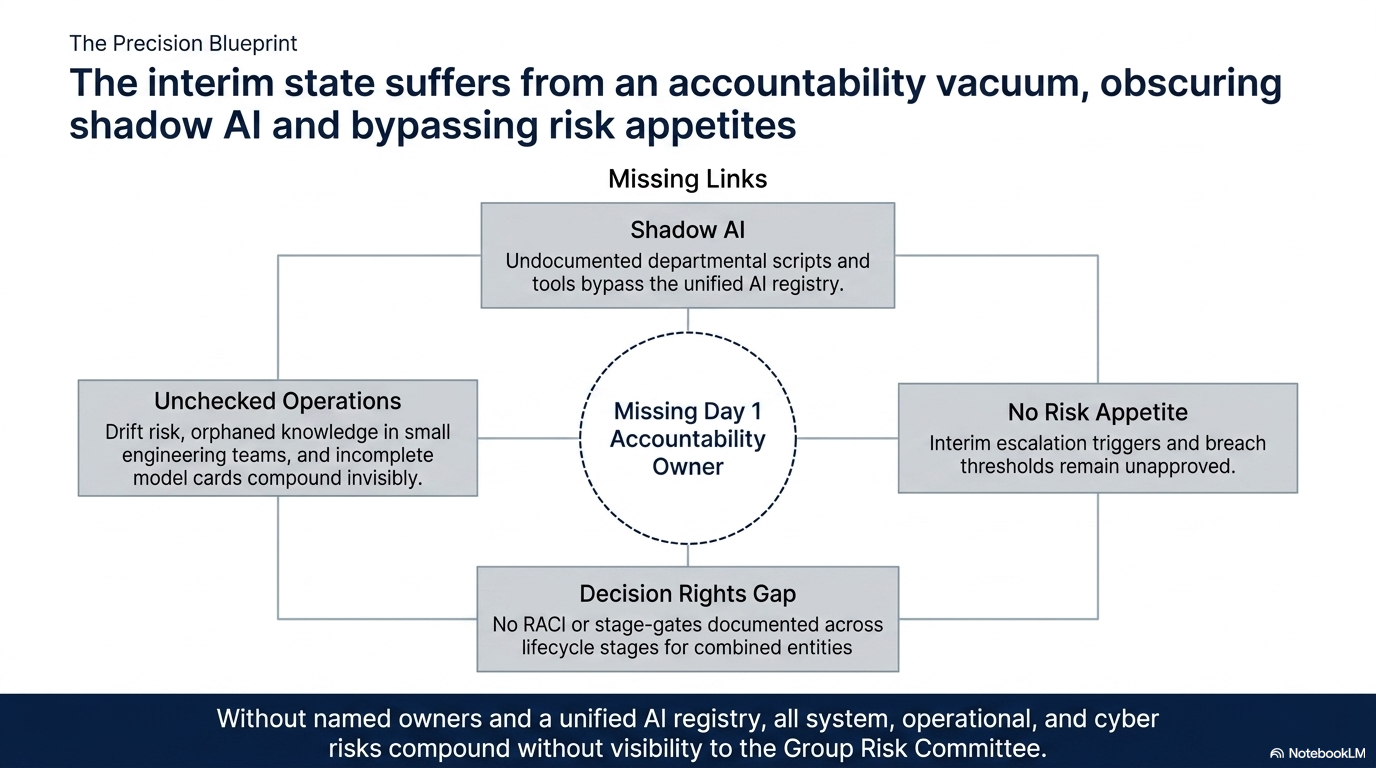 The Precision Blueprint
The interim state suffers from an accountability vacuum, obscuring
shadow AI and bypassing risk appetites
Missing Links
Shadow AI
Undocumented departmental scripts and
tools bypass the unified AI registry.
Unchecked Operations
Drift risk, orphaned knowledge in small
engineering teams, and incomplete
model cards compound invisibly.
Missing Day 1
Accountability
Owner
No Risk Appetite
Interim escalation triggers and breach
thresholds remain unapproved.
Decision Rights Gap
No RACI or stage-gates documented across
lifecycle stages for combined entities
Without named owners and a unified AI registry, all system, operational, and cyber
risks compound without visibility to the Group Risk Committee.
NotebookLM